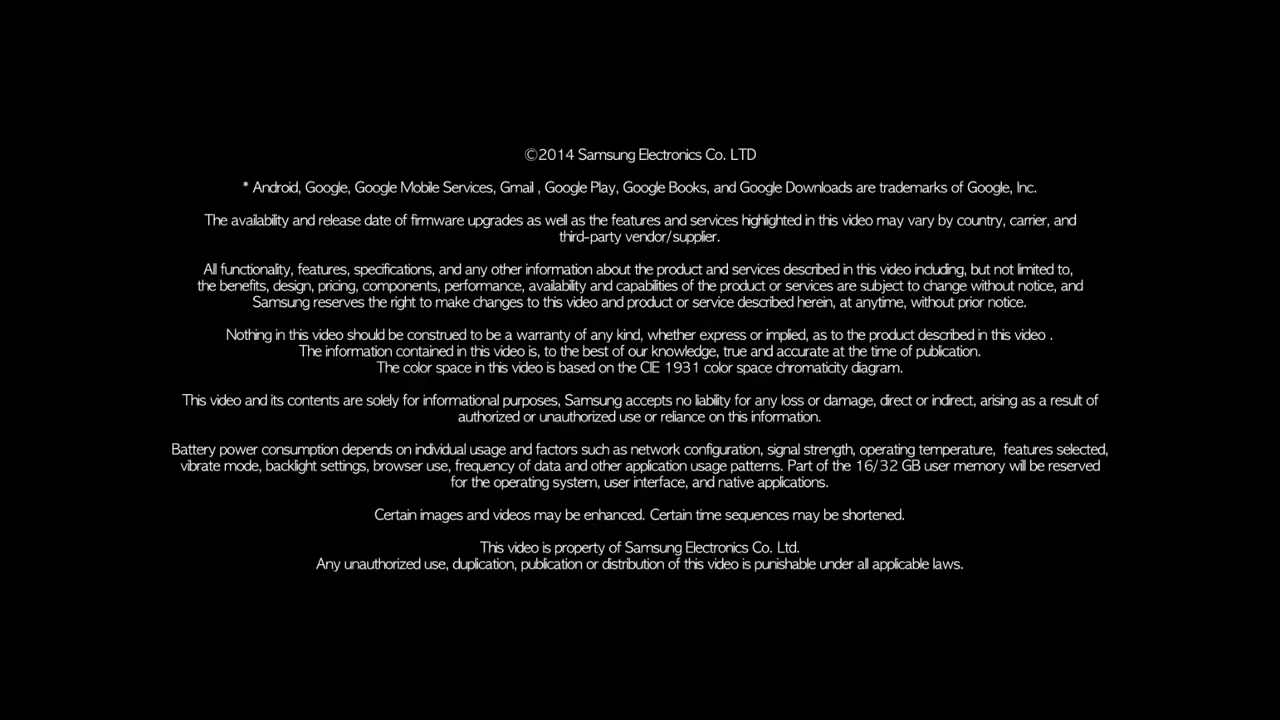 ©2014 Samsung Electronics Co. LTD
* Android, Google, Google Mobile Services, Gmail , Google Play, Google Books, and Google Downloads are trademarks of Google, Inc.
The availability and release date of firmware upgrades as well as the features and services highlighted in this video may vary by country, carrier, and
third-party vendor/supplier.
All functionality, features, specifications, and any other information about the product and services described in this video including, but not limited to,
the benefits, design, pricing, components, performance, availability and capabilities of the product or services are subject to change without notice, and
Samsung reserves the right to make changes to this video and product or service described herein, at anytime, without prior notice.
Nothing in this video should be construed to be a warranty of any kind, whether express or implied, as to the product described in this video .
The information contained in this video is, to the best of our knowledge, true and accurate at the time of publication.
The color space in this video is based on the CIE 1931 color space chromaticity diagram.
This video and its contents are solely for informational purposes, Samsung accepts no liability for any loss or damage, direct or indirect, arising as a result of
authorized or unauthorized use or reliance on this information.
Battery power consumption depends on individual usage and factors such as network configuration, signal strength, operating temperature,  features selected,
vibrate mode, backlight settings, browser use, frequency of data and other application usage patterns. Part of the 16/32 GB user memory will be reserved
for the operating system, user interface, and native applications.
Certain images and videos may be enhanced. Certain time sequences may be shortened.
This video is property of Samsung Electronics Co. Ltd.
Any unauthorized use, duplication, publication or distribution of this video is punishable under all applicable laws.